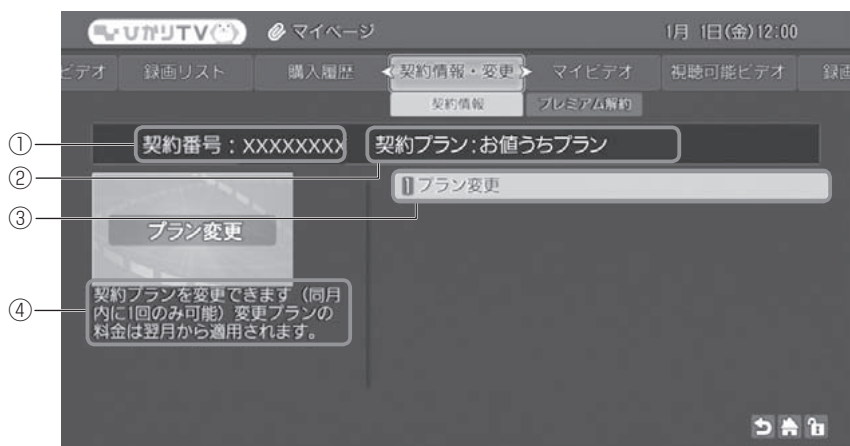 ひかりTV マイページ 1月 1日(金)12:00
ビデオ 録画リスト 購入履歴 契約情報・変更 マイビデオ 視聴可能ビデオ 録画
契約情報 プレミアム解約
① 契約番号：XXXXXXXX 契約プラン:お値うちプラン
②
1 プラン変更
③
プラン変更
④
契約プランを変更できます（同月
内に1回のみ可能）変更プランの
料金は翌月から適用されます。